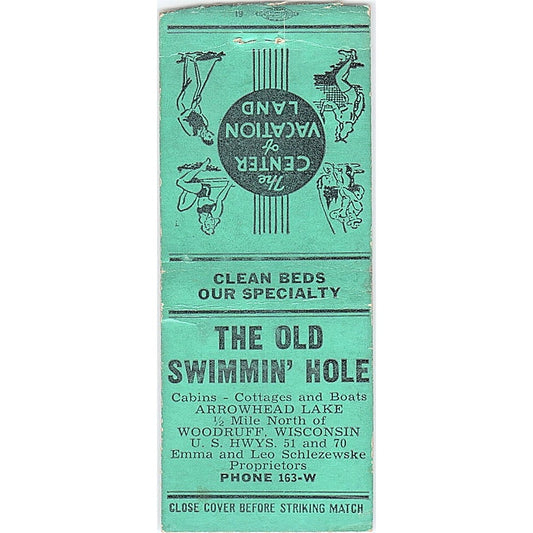 19
The
CENTER
of
VACATION
LAND
CLEAN BEDS
OUR SPECIALTY
THE OLD
SWIMMIN' HOLE
Cabins - Cottages and Boats
ARROWHEAD LAKE
½ Mile North of
WOODRUFF, WISCONSIN
U. S. HWYS. 51 and 70
Emma and Leo Schlezewske
Proprietors
PHONE 163-W
CLOSE COVER BEFORE STRIKING MATCH